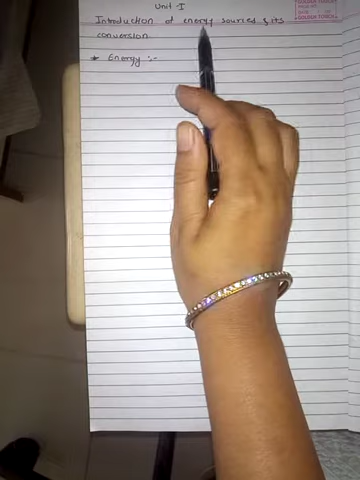 Unit-I
Introduction of energy sources & its
conversion
* Energy :-